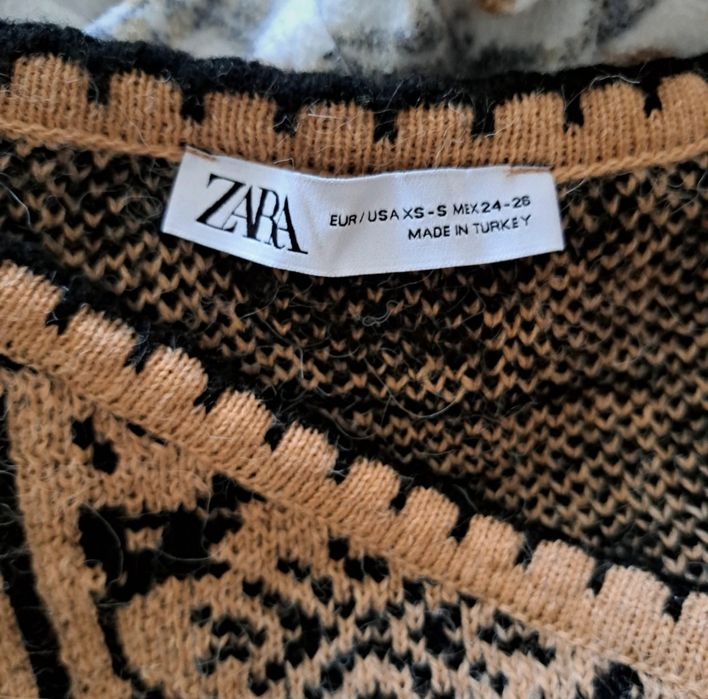 ZARA
EUR/USA XS-S MEX 24-26
MADE IN TURKEY